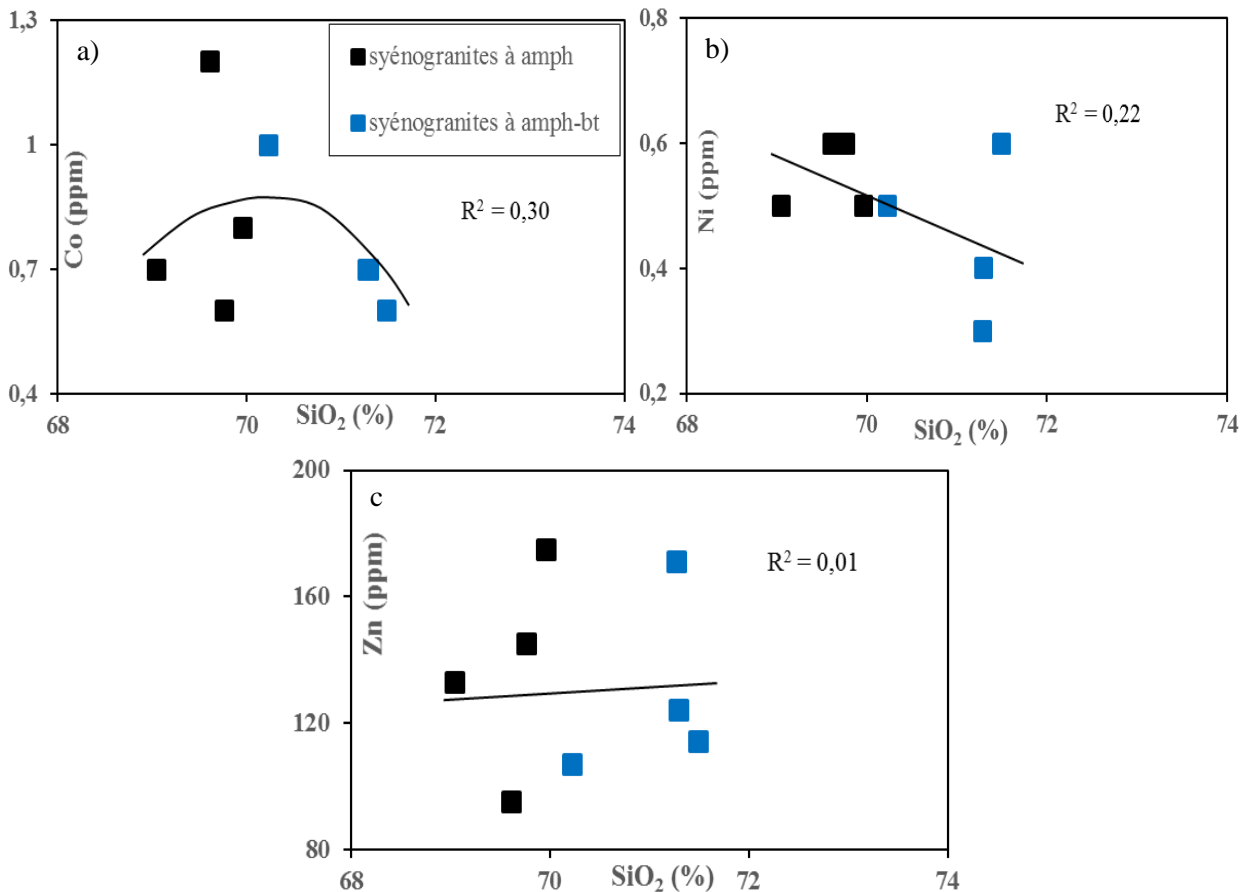 a)
1,3
1
0,7
0,4
Co (ppm)
syénogranites à amph
syénogranites à amph-bt
R² = 0,30
68
70
72
74
SiO₂ (%)
b)
0,8
0,6
0,4
0,2
Ni (ppm)
R² = 0,22
68
70
72
74
SiO₂ (%)
c
200
160
120
80
Zn (ppm)
R² = 0,01
68
70
72
74
SiO₂ (%)